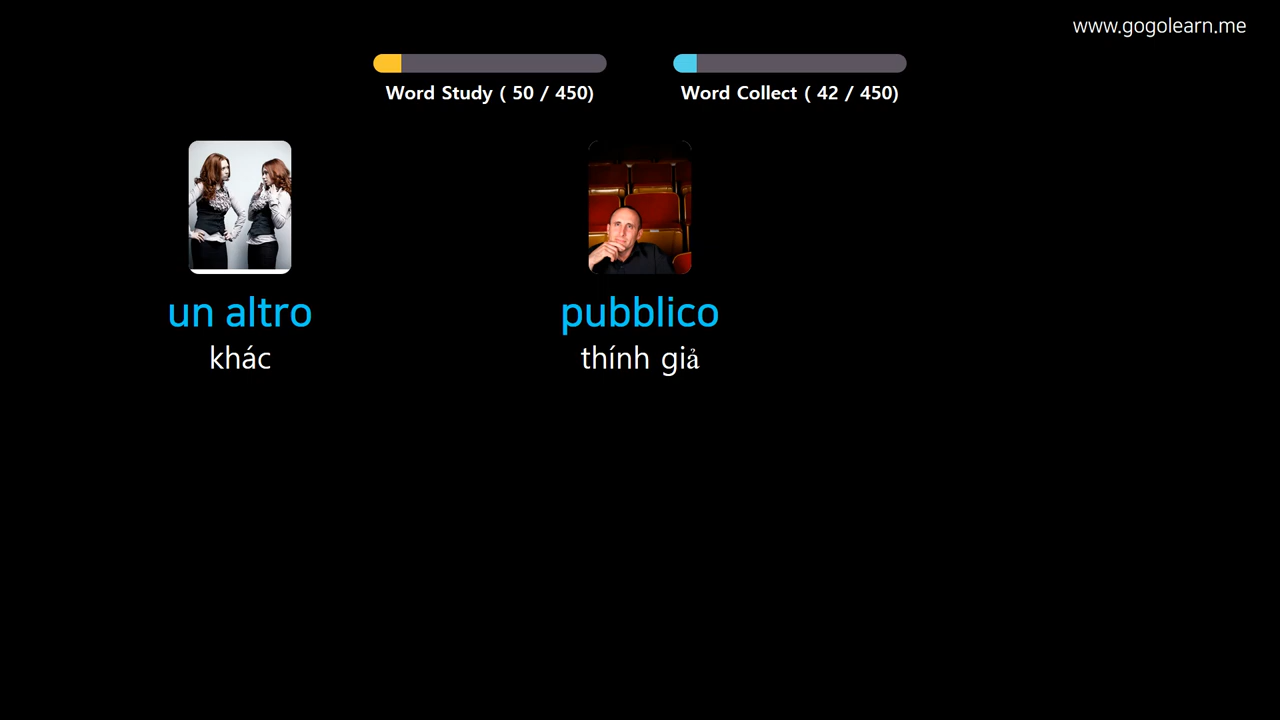 www.gogolearn.me
Word Study ( 50 / 450)
Word Collect ( 42 / 450)
un altro
khác
pubblico
thính giả